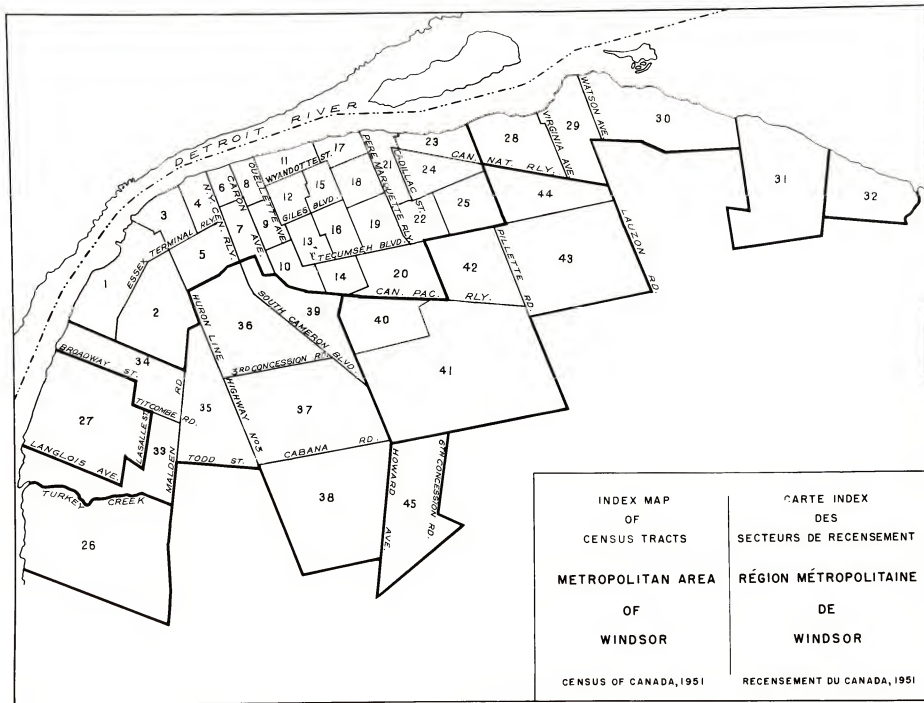 DETROIT RIVER
WATSON AVE.
VIRGINIA AVE.
30
29
28
23
17
11
WYANDOTTE ST.
PERE MARQUETTE RLY.
21
CADILLAC ST.
CAN. NAT. RLY.
24
31
32
44
OUELLETTE AVE.
8
6
4
3
N.Y. CEN. RLY.
CARON AVE.
12
15
18
GILES BLVD.
16
19
22
25
LAUZON RD.
1
ESSEX TERMINAL RLY.
5
7
9
13
TECUMSEH BLVD.
10
14
20
42
PILLETTE RD.
43
CAN. PAC. RLY.
2
HURON LINE
HIGHWAY No 3
36
SOUTH CAMERON BLVD.
39
40
41
3RD CONCESSION R
BROADWAY ST.
34
TITCOMBE RD.
35
27
LASALLE ST.
37
33
MALDEN RD.
LANGLOIS AVE.
TODD ST.
CABANA RD.
TURKEY CREEK
26
38
HOWARD AVE.
45
6TH CONCESSION RD.
INDEX MAP
OF
CENSUS TRACTS
METROPOLITAN AREA
OF
WINDSOR
CENSUS OF CANADA, 1951
CARTE INDEX
DES
SECTEURS DE RECENSEMENT
RÉGION MÉTROPOLITAINE
DE
WINDSOR
RECENSEMENT DU CANADA, 1951